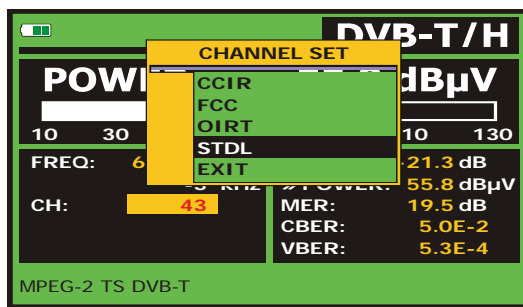 DVB-T/H
CHANNEL SET
CCIR
FCC
OIRT
STDL
EXIT
dBµV
10 30 10 130
FREQ: 6 21.3 dB
kHz POWER: 55.8 dBµV
CH: 43 MER: 19.5 dB
CBER: 5.0E-2
VBER: 5.3E-4
MPEG-2 TS DVB-T